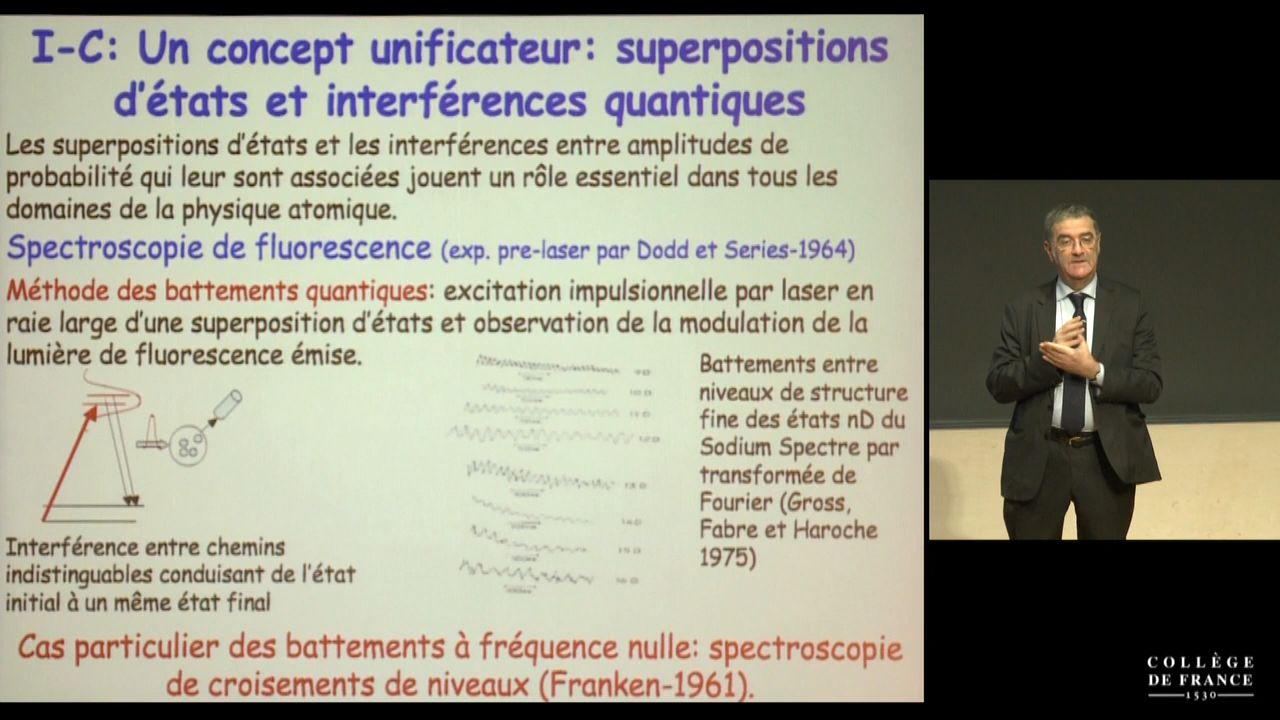 I-C: Un concept unificateur: superpositions
d'états et interférences quantiques
Les superpositions d'états et les interférences entre amplitudes de
probabilité qui leur sont associées jouent un rôle essentiel dans tous les
domaines de la physique atomique.
Spectroscopie de fluorescence (exp. pre-laser par Dodd et Series-1964)
Méthode des battements quantiques: excitation impulsionnelle par laser en
raie large d'une superposition d'états et observation de la modulation de la
lumière de fluorescence émise.
Battements entre
niveaux de structure
fine des états nD du
Sodium Spectre par
transformée de
Fourier (Gross,
Fabre et Haroche
1975)
Interférence entre chemins
indistinguables conduisant de l'état
initial à un même état final
Cas particulier des battements à fréquence nulle: spectroscopie
de croisements de niveaux (Franken-1961).
COLLÈGE
DE FRANCE
1530